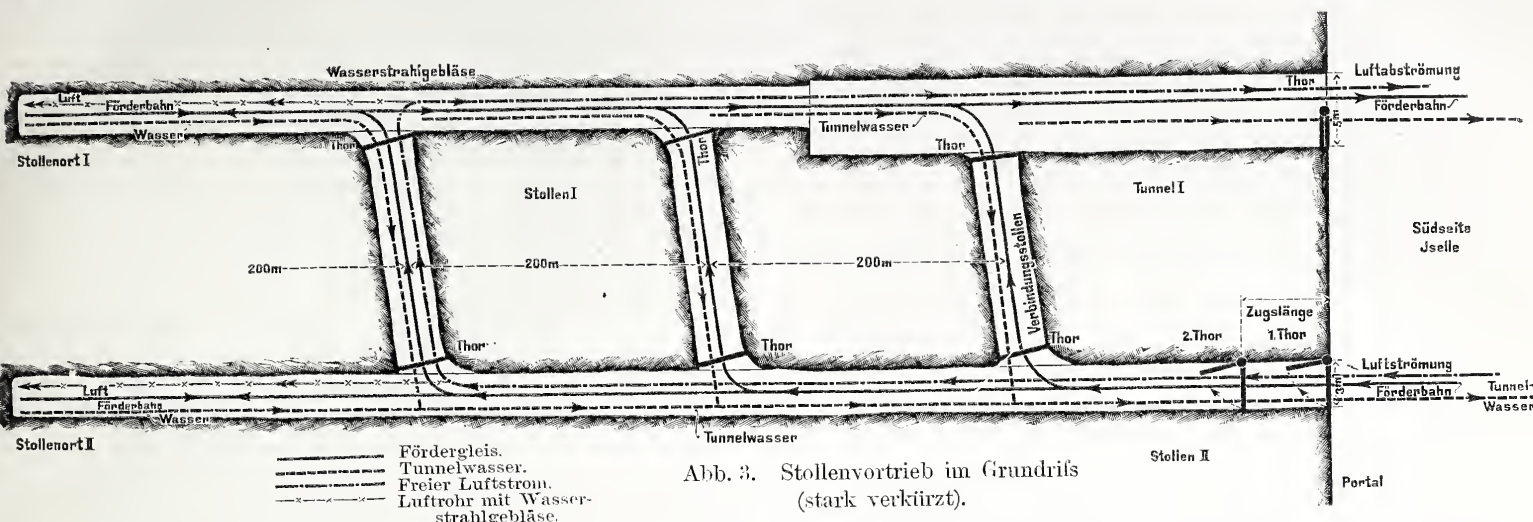 Wasserstrahlgebläse
Luft
Förderbahn
Wasser
Stollenort I
Thor
Thor
Thor
Thor
Tunnelwasser
Luftabströmung
Förderbahn
5m
Stollen I
Tunnel I
Südseite
Jselle
200m
200m
200m
Verbindungsstollen
Zugslänge
2. Thor
1. Thor
Thor
Thor
Thor
Luftströmung
Förderbahn
Tunnel-
Wasser
3m
Luft
Förderbahn
Wasser
Stollenort II
Tunnelwasser
Stollen II
Portal
Fördergleis.
Tunnelwasser.
Freier Luftstrom.
Luftrohr mit Wasser-
strahlgebläse.
Abb. 3. Stollenvortrieb im Grundriſs
(stark verkürzt).